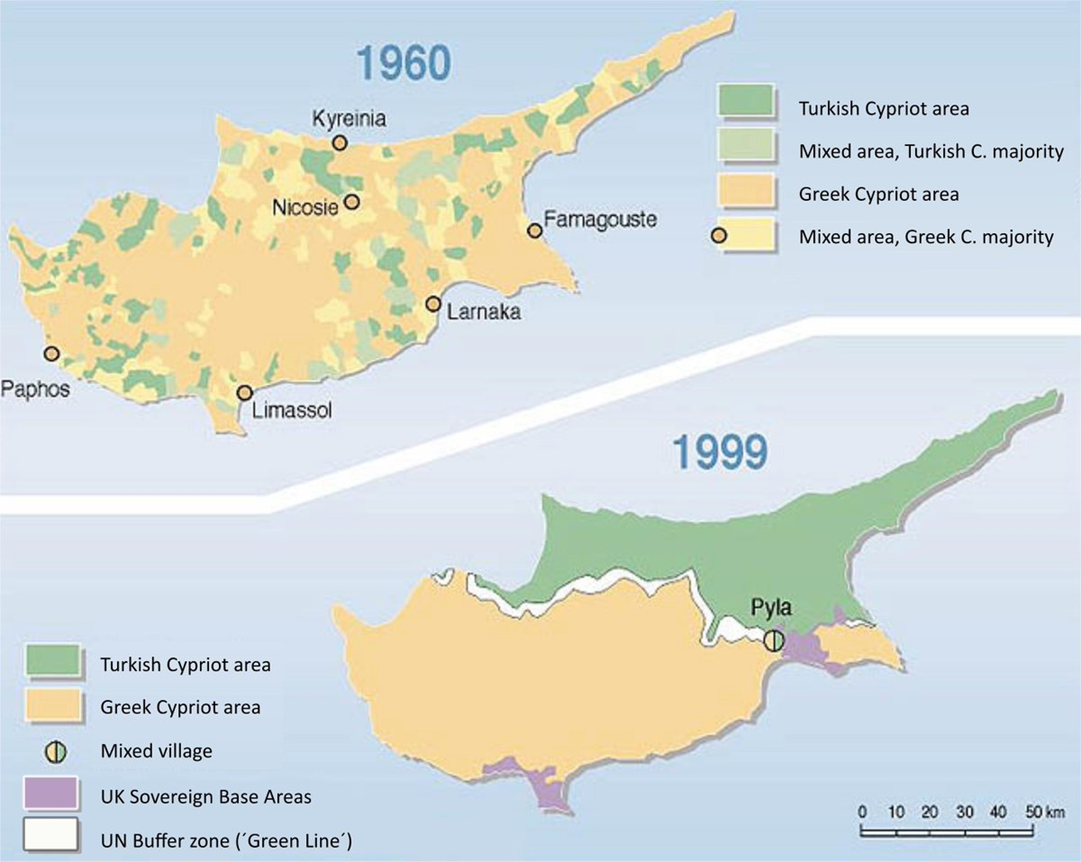 1960
Kyreinia
Nicosie
Famagouste
Larnaka
Paphos
Limassol
Turkish Cypriot area
Mixed area, Turkish C. majority
Greek Cypriot area
Mixed area, Greek C. majority
1999
Pyla
Turkish Cypriot area
Greek Cypriot area
Mixed village
UK Sovereign Base Areas
UN Buffer zone (´Green Line´)
0 10 20 30 40 50 km